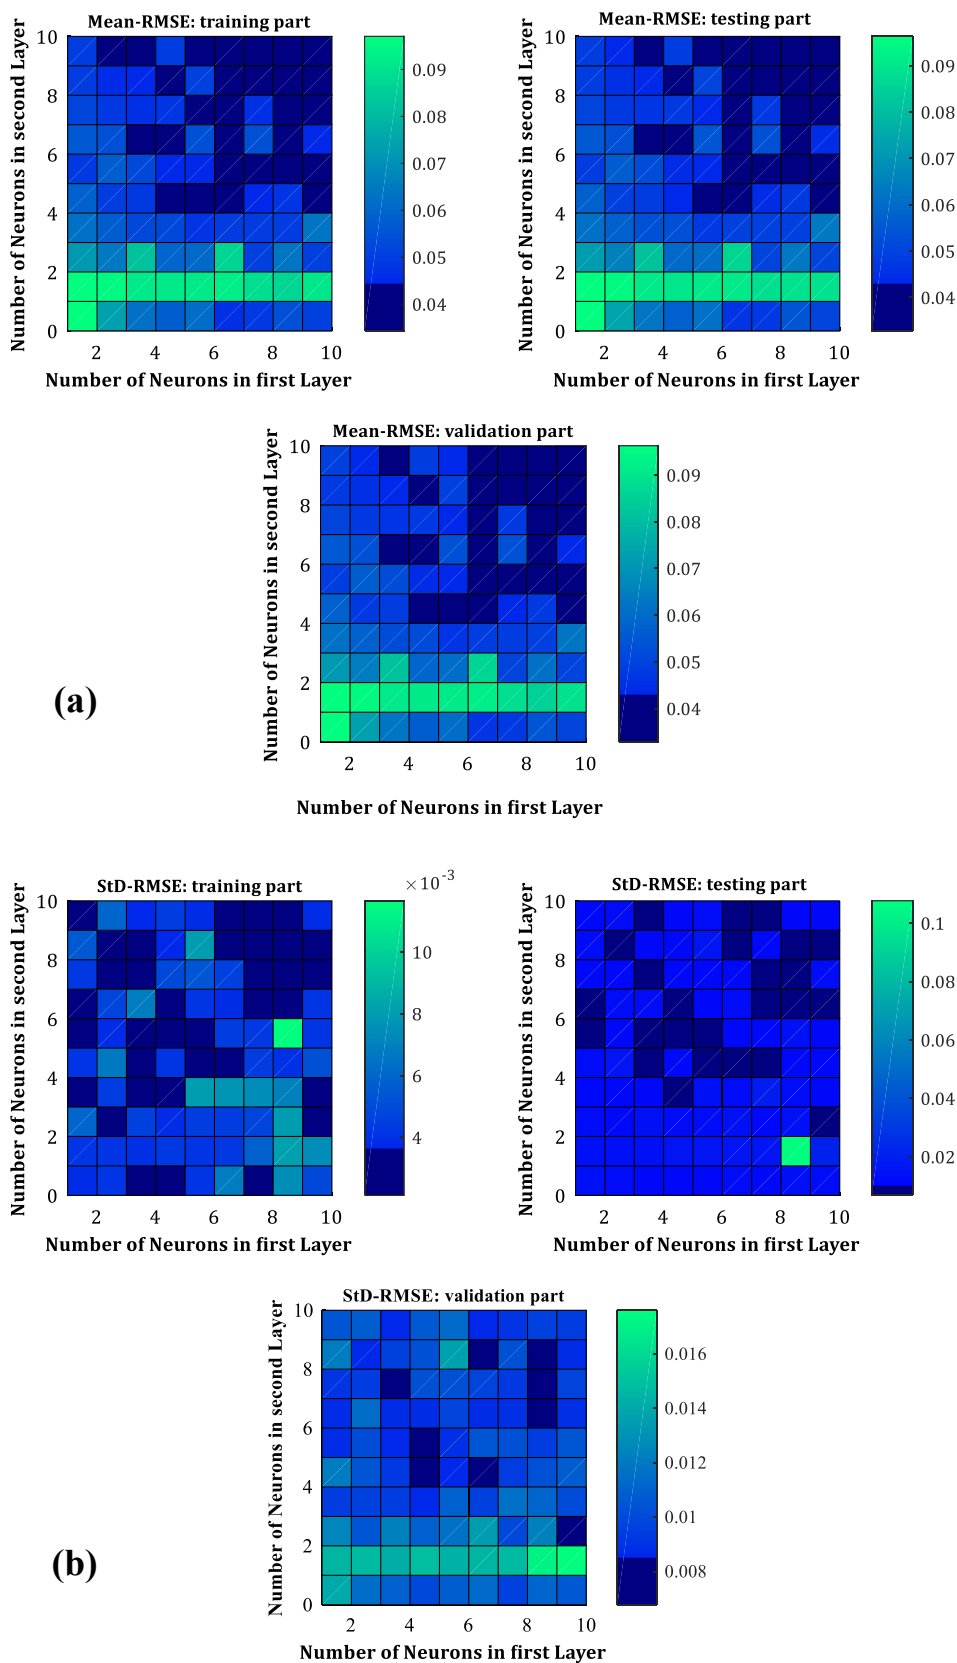 Mean-RMSE: training part
Number of Neurons in second Layer
10
8
6
4
2
0
2 4 6 8 10
Number of Neurons in first Layer
0.09
0.08
0.07
0.06
0.05
0.04
Mean-RMSE: testing part
Number of Neurons in second Layer
10
8
6
4
2
0
2 4 6 8 10
Number of Neurons in first Layer
0.09
0.08
0.07
0.06
0.05
0.04
Mean-RMSE: validation part
Number of Neurons in second Layer
10
8
6
4
2
0
2 4 6 8 10
Number of Neurons in first Layer
0.09
0.08
0.07
0.06
0.05
0.04
(a)
StD-RMSE: training part
×10⁻³
Number of Neurons in second Layer
10
8
6
4
2
0
2 4 6 8 10
Number of Neurons in first Layer
10
8
6
4
StD-RMSE: testing part
Number of Neurons in second Layer
10
8
6
4
2
0
2 4 6 8 10
Number of Neurons in first Layer
0.1
0.08
0.06
0.04
0.02
StD-RMSE: validation part
Number of Neurons in second Layer
10
8
6
4
2
0
2 4 6 8 10
Number of Neurons in first Layer
0.016
0.014
0.012
0.01
0.008
(b)